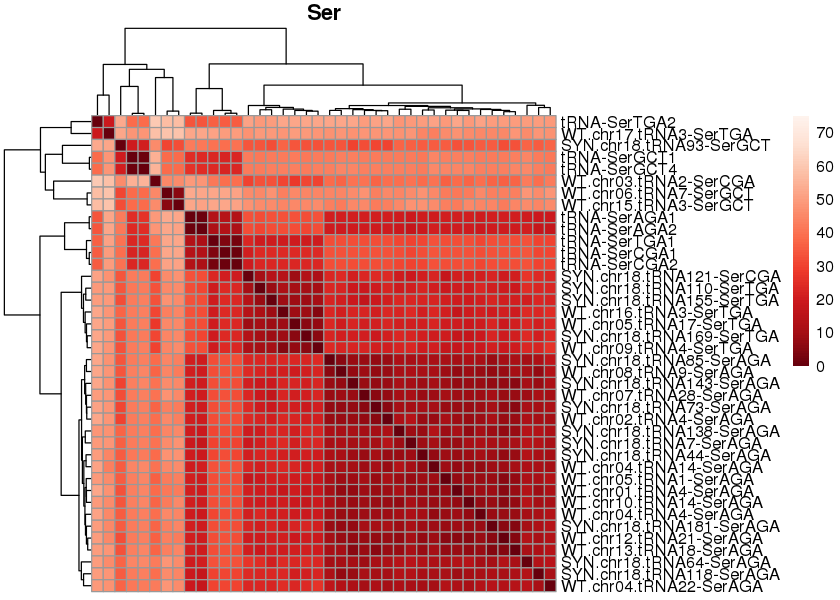 Ser
tRNA-SerTGA2
WT.chr17.tRNA3-SerTGA
SYN.chr18.tRNA93-SerGCT
tRNA-SerGCT1
tRNA-SerGCT4
WT.chr03.tRNA2-SerCGA
WT.chr06.tRNA7-SerGCT
WT.chr15.tRNA3-SerGCT
tRNA-SerAGA1
tRNA-SerAGA2
tRNA-SerTGA1
tRNA-SerCGA1
tRNA-SerCGA2
SYN.chr18.tRNA121-SerCGA
SYN.chr18.tRNA110-SerTGA
SYN.chr18.tRNA155-SerTGA
WT.chr16.tRNA3-SerTGA
WT.chr05.tRNA17-SerTGA
SYN.chr18.tRNA169-SerTGA
WT.chr09.tRNA4-SerTGA
SYN.chr18.tRNA85-SerAGA
WT.chr08.tRNA9-SerAGA
SYN.chr18.tRNA143-SerAGA
WT.chr07.tRNA28-SerAGA
SYN.chr18.tRNA73-SerAGA
WT.chr02.tRNA4-SerAGA
SYN.chr18.tRNA138-SerAGA
SYN.chr18.tRNA7-SerAGA
SYN.chr18.tRNA44-SerAGA
WT.chr04.tRNA14-SerAGA
WT.chr05.tRNA1-SerAGA
WT.chr01.tRNA4-SerAGA
WT.chr10.tRNA14-SerAGA
WT.chr04.tRNA4-SerAGA
SYN.chr18.tRNA181-SerAGA
WT.chr12.tRNA21-SerAGA
WT.chr13.tRNA18-SerAGA
SYN.chr18.tRNA64-SerAGA
SYN.chr18.tRNA118-SerAGA
WT.chr04.tRNA22-SerAGA
70
60
50
40
30
20
10
0